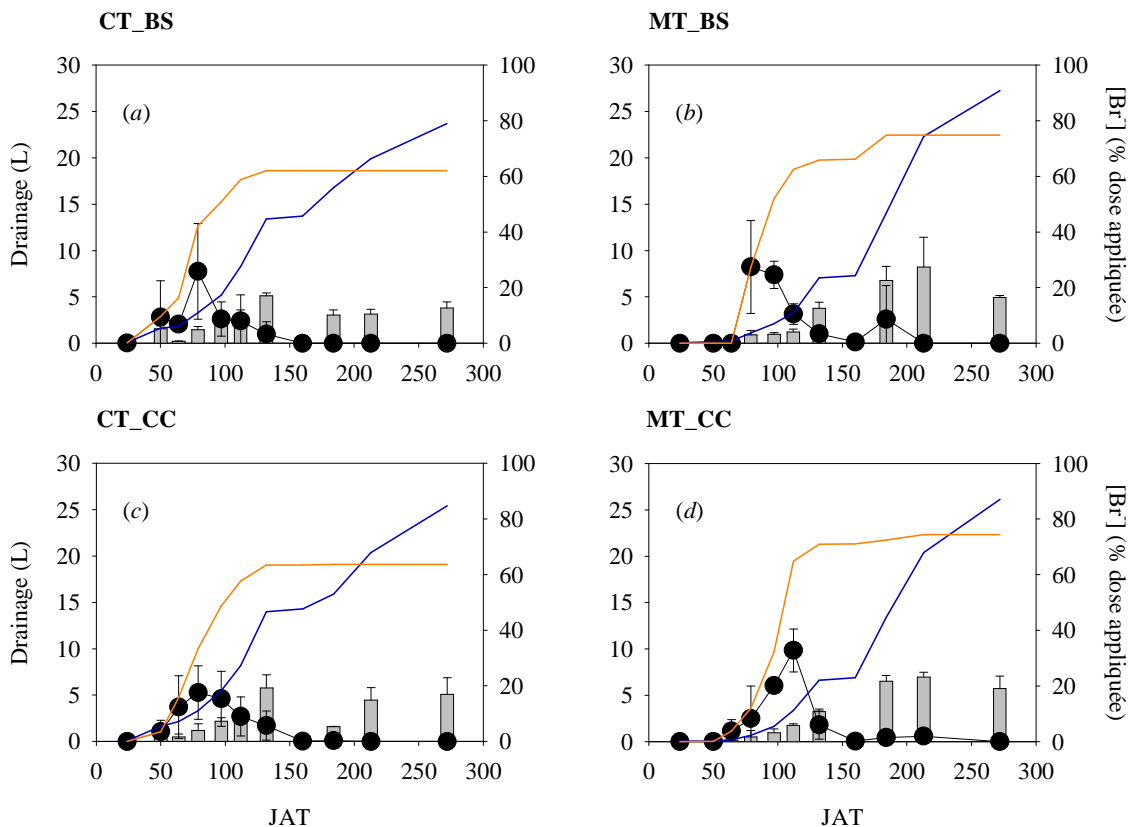 CT_BS
MT_BS
30 25 20 15 10 5 0
Drainage (L)
(a)
100 80 60 40 20 0
0 50 100 150 200 250 300
30 25 20 15 10 5 0
(b)
100 80 60 40 20 0
[Br-] (% dose appliquée)
0 50 100 150 200 250 300
CT_CC
MT_CC
30 25 20 15 10 5 0
Drainage (L)
(c)
100 80 60 40 20 0
0 50 100 150 200 250 300
JAT
30 25 20 15 10 5 0
(d)
100 80 60 40 20 0
[Br-] (% dose appliquée)
0 50 100 150 200 250 300
JAT